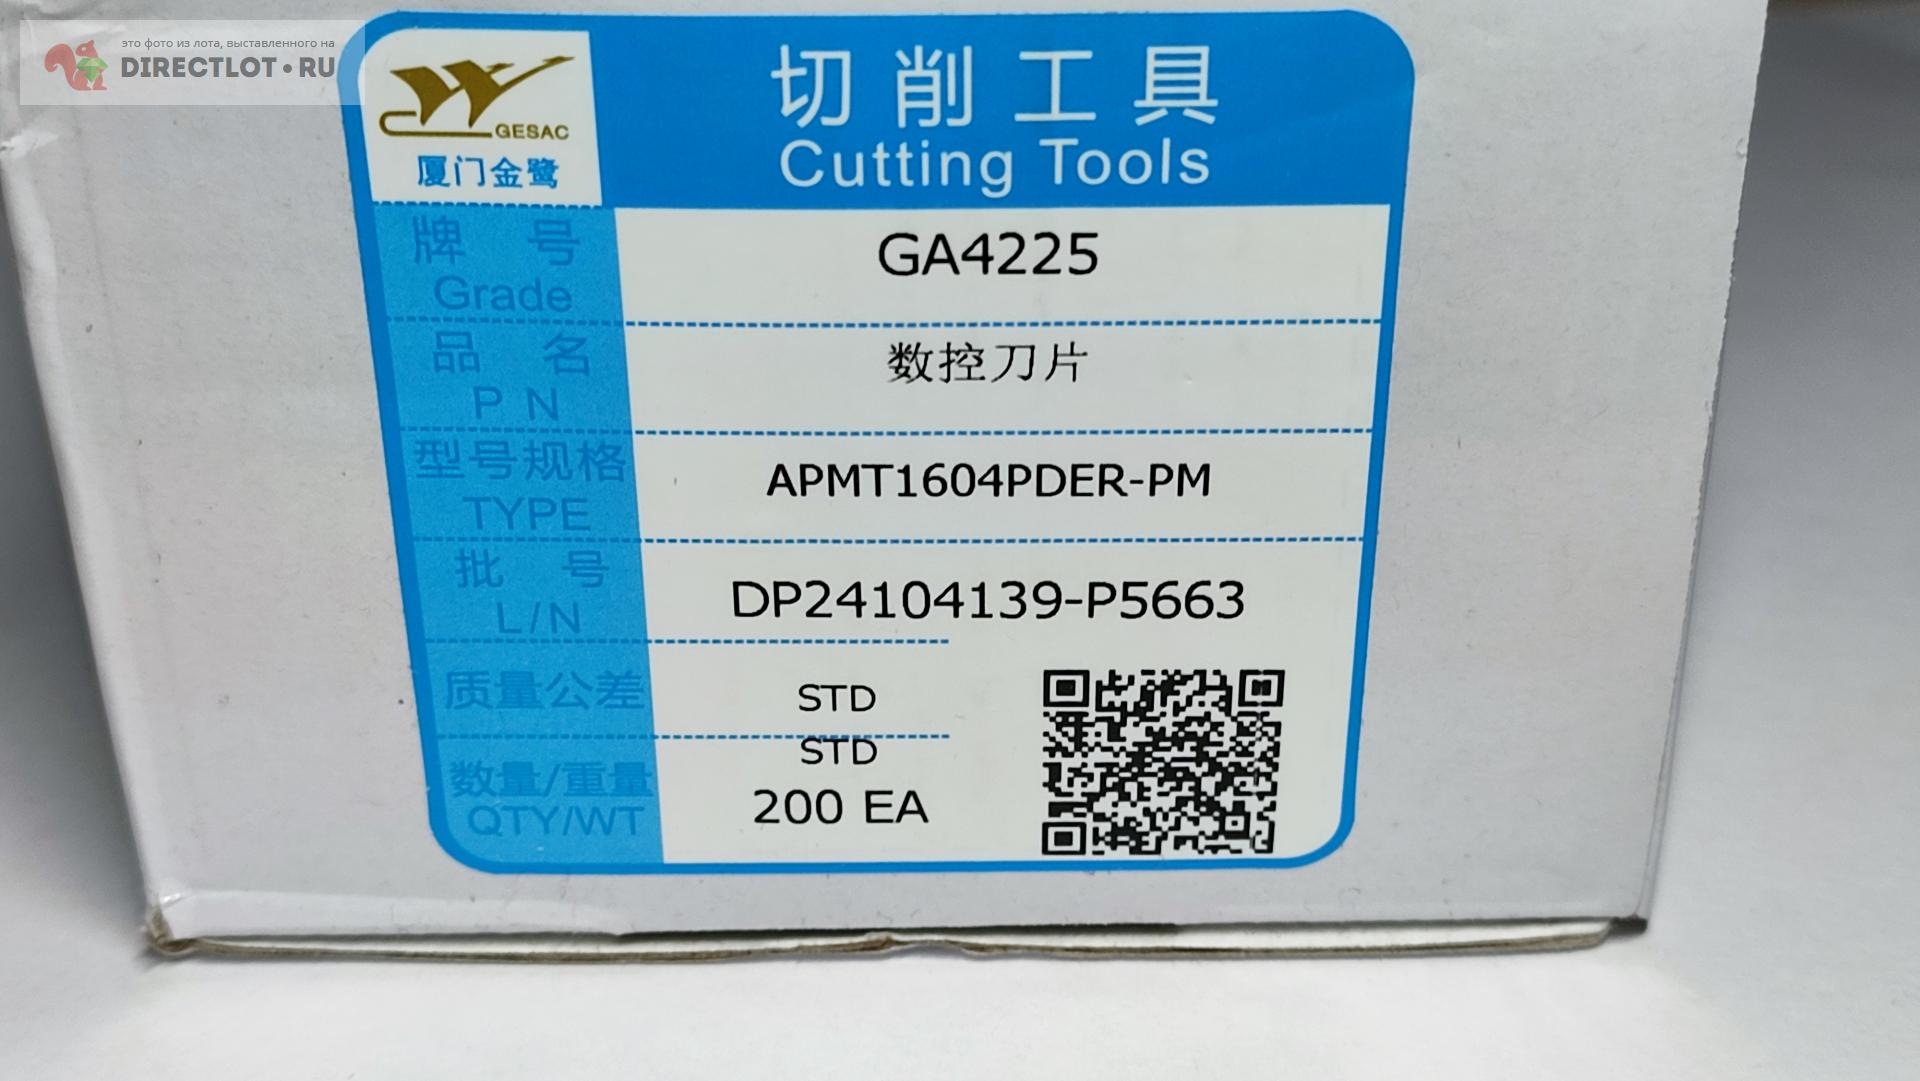 это фото из лота, выставленного на
DIRECTLOT•RU
GESAC
厦门金鹭
切削工具
Cutting Tools
牌号
Grade
GA4225
品名
PN
数控刀片
型号规格
TYPE
APMT1604PDER-PM
批号
L/N
DP24104139-P5663
质量公差
STD
STD
数量/重量
QTY/WT
200 EA